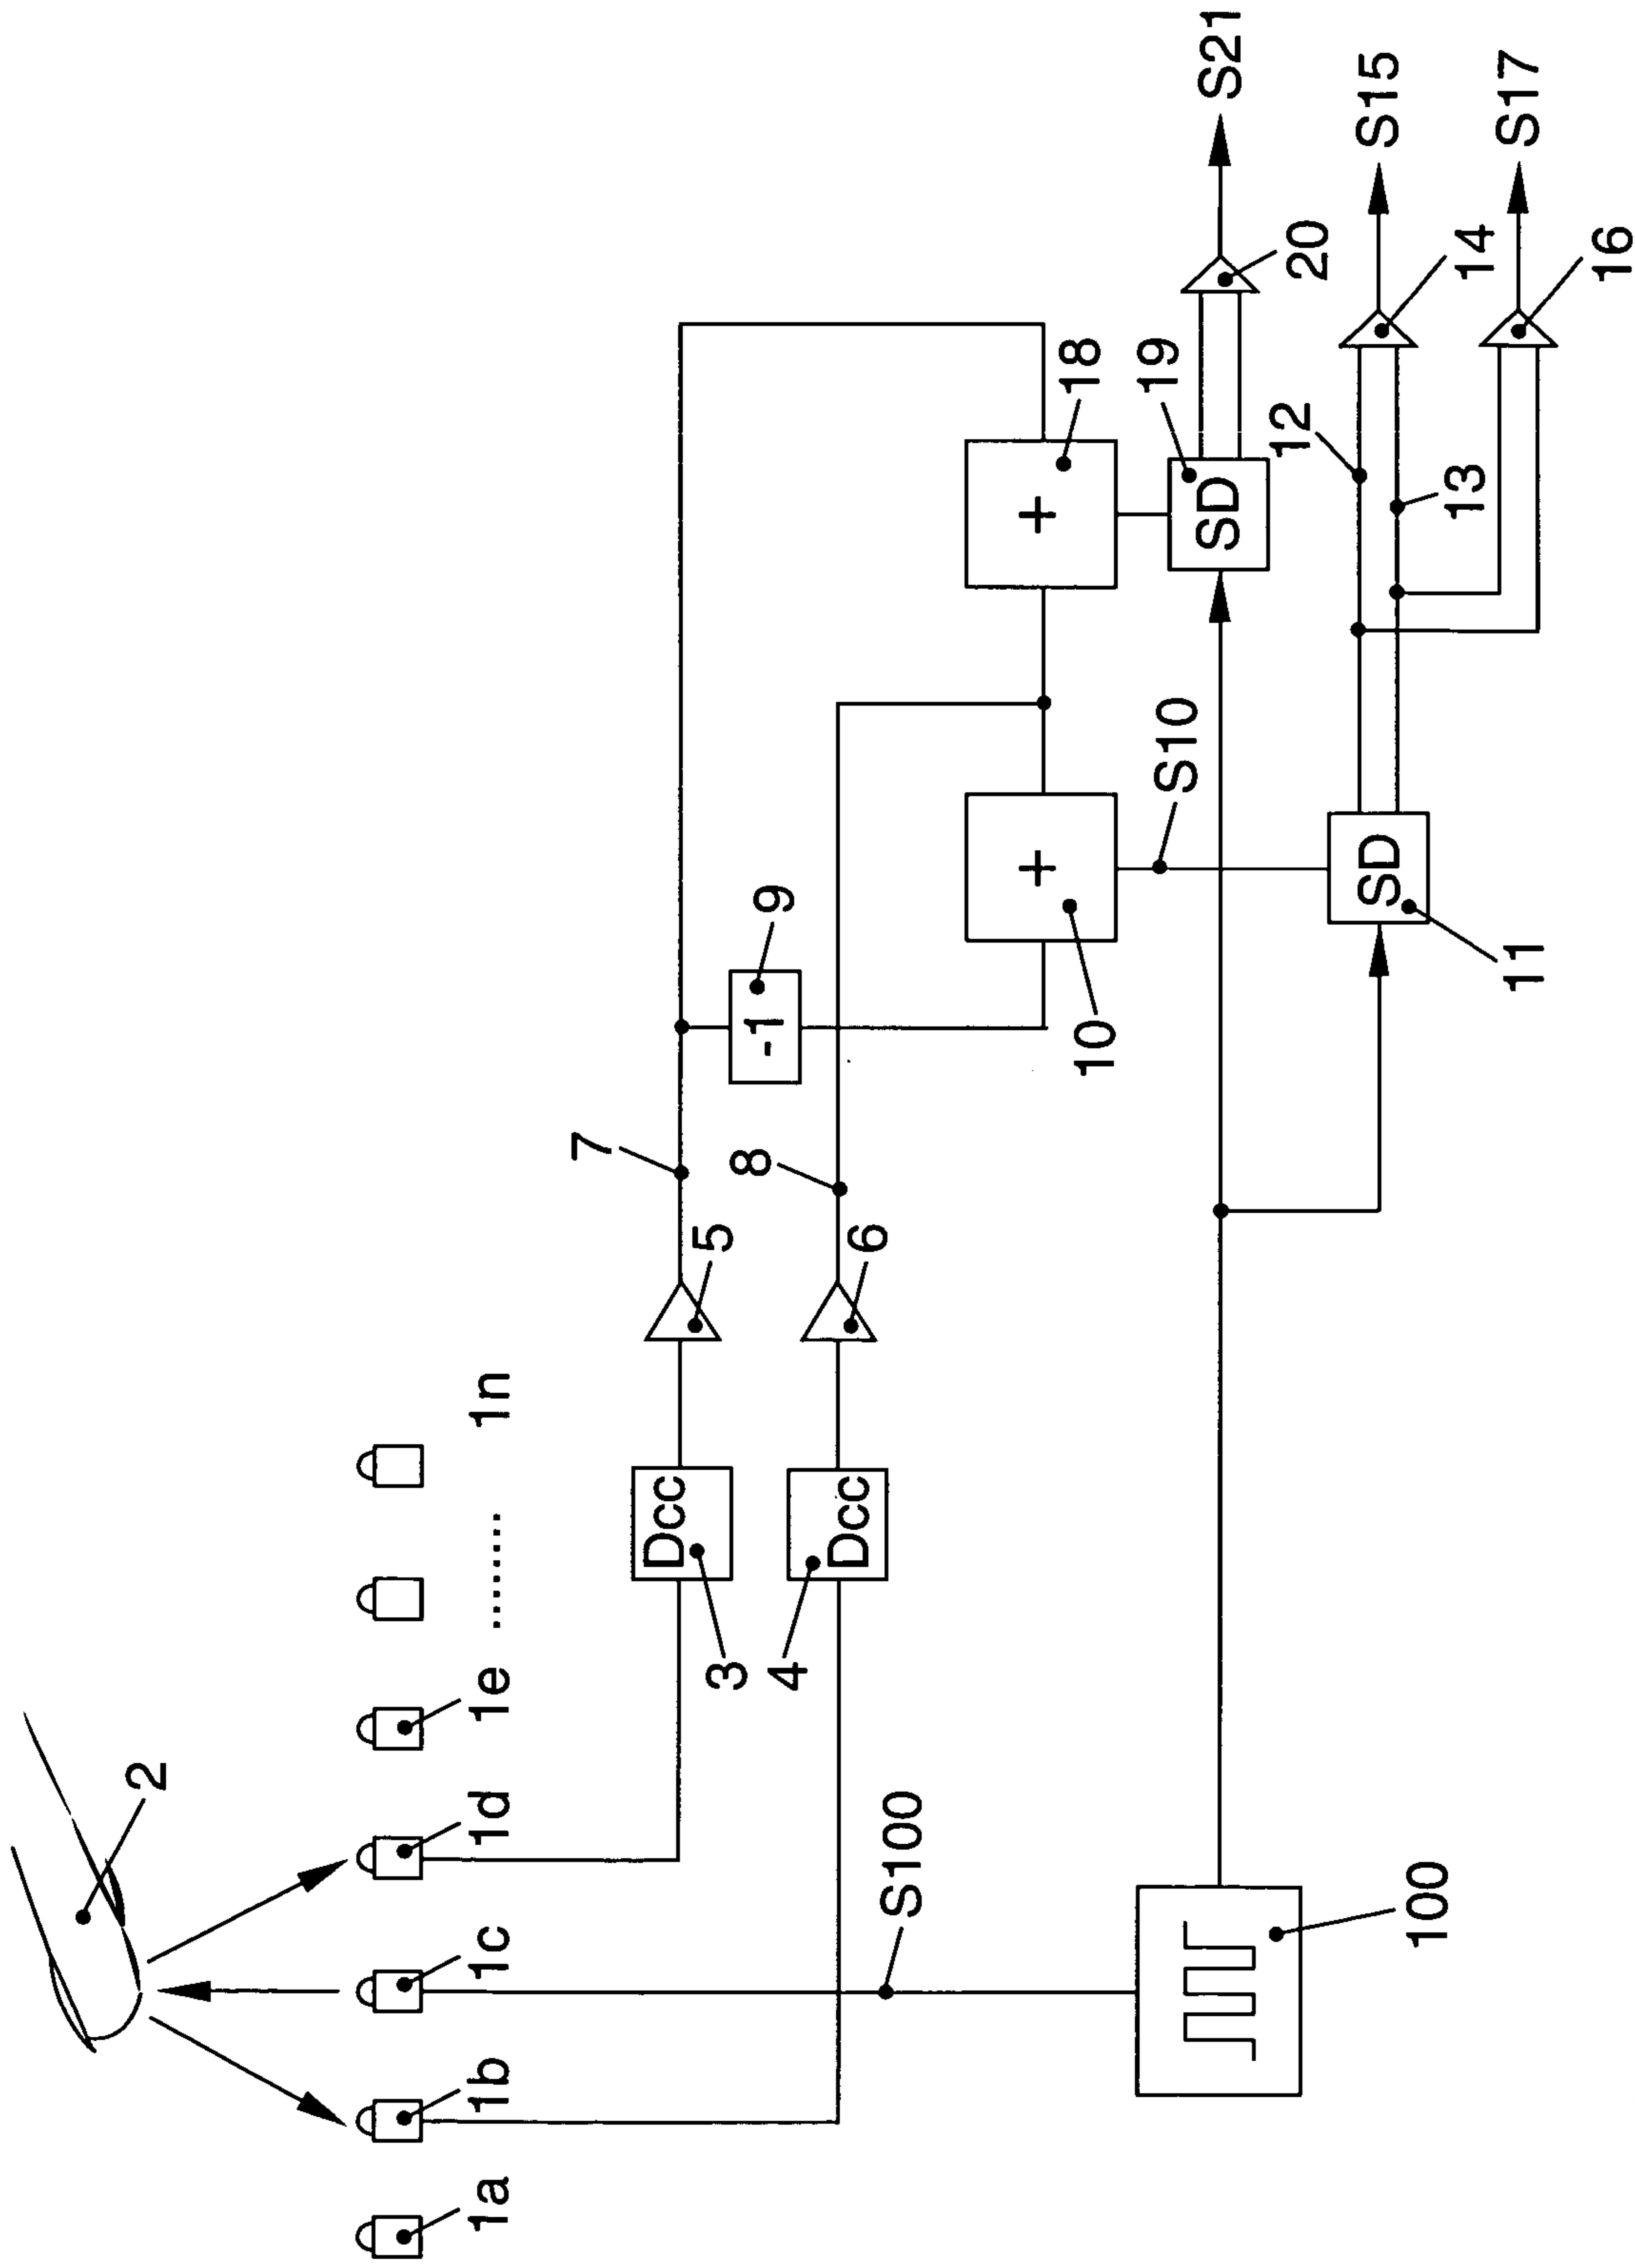 2
1a
1b
1c
1d
1e
........
1n
3
Dcc
5
7
4
Dcc
6
8
-1
9
+
10
+
18
S100
S10
SD
19
20
S21
100
SD
11
12
13
14
S15
16
S17